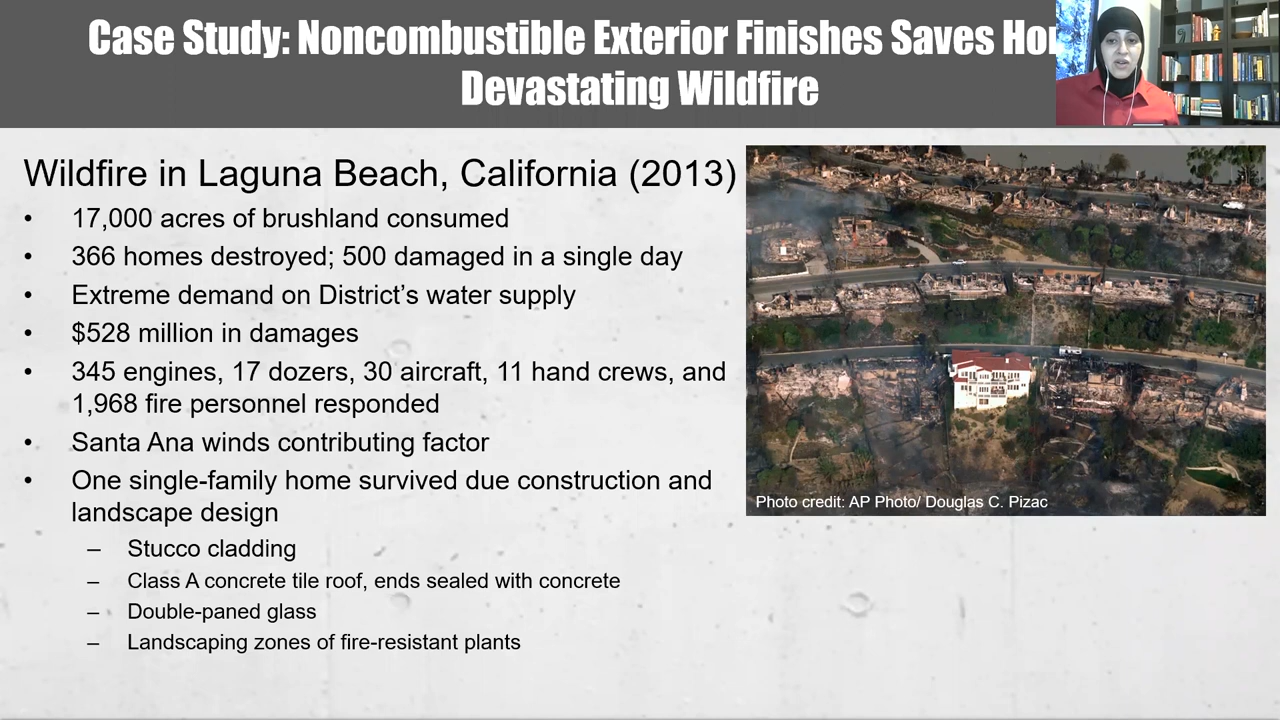 Case Study: Noncombustible Exterior Finishes Saves
Devastating Wildfire
Wildfire in Laguna Beach, California (2013)
• 17,000 acres of brushland consumed
• 366 homes destroyed; 500 damaged in a single day
• Extreme demand on District’s water supply
• $528 million in damages
• 345 engines, 17 dozers, 30 aircraft, 11 hand crews, and
1,968 fire personnel responded
• Santa Ana winds contributing factor
• One single-family home survived due construction and
landscape design
– Stucco cladding
– Class A concrete tile roof, ends sealed with concrete
– Double-paned glass
– Landscaping zones of fire-resistant plants
Photo credit: AP Photo/ Douglas C. Pizac